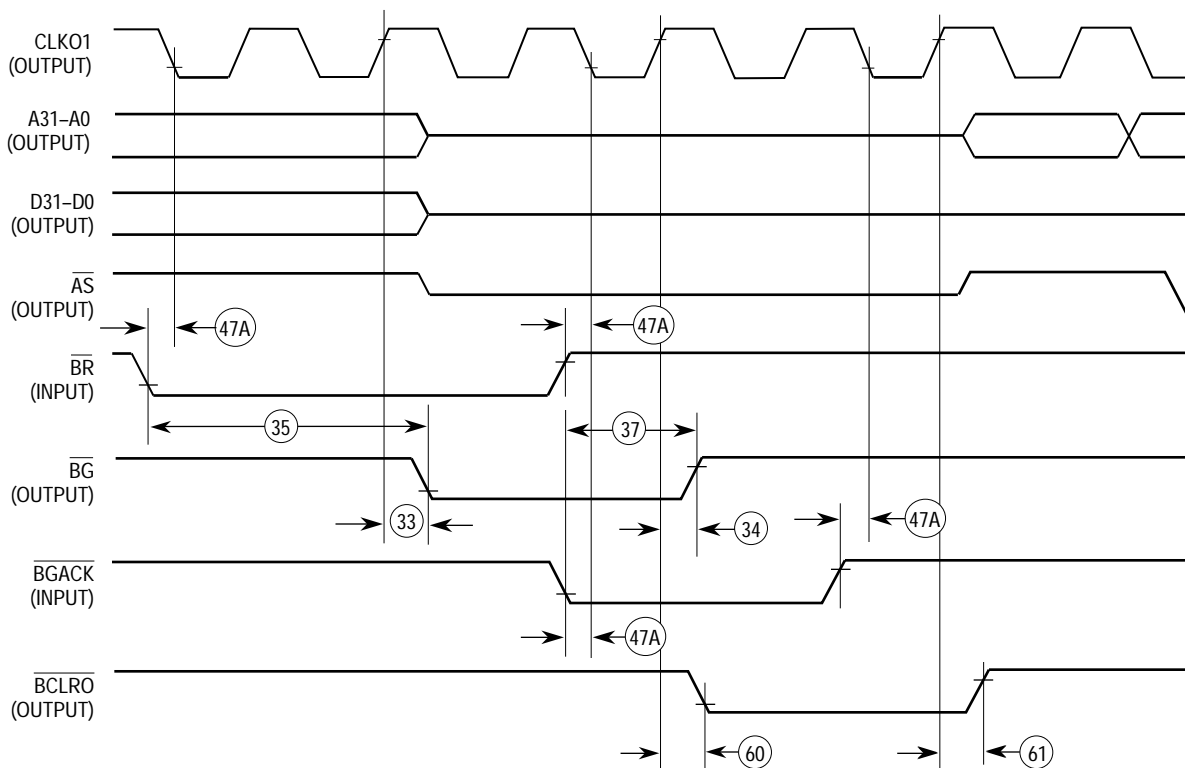 CLKO1
(OUTPUT)
A31–A0
(OUTPUT)
D31–D0
(OUTPUT)
AS
(OUTPUT)
47A
47A
BR
(INPUT)
35
37
BG
(OUTPUT)
33
34
47A
BGACK
(INPUT)
47A
BCLRO
(OUTPUT)
60
61